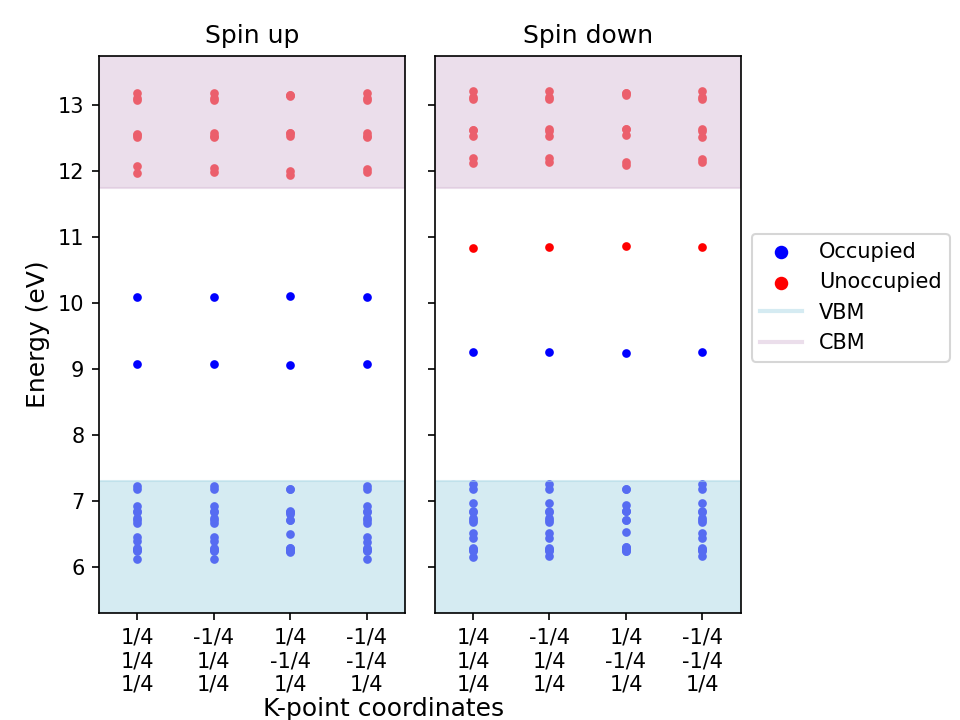 Spin up
Spin down
Energy (eV)
13
12
11
10
9
8
7
6
1/4 -1/4 1/4 -1/4
1/4 1/4 -1/4 -1/4
1/4 1/4 1/4 1/4
1/4 -1/4 1/4 -1/4
1/4 1/4 -1/4 -1/4
1/4 1/4 1/4 1/4
K-point coordinates
Occupied
Unoccupied
VBM
CBM